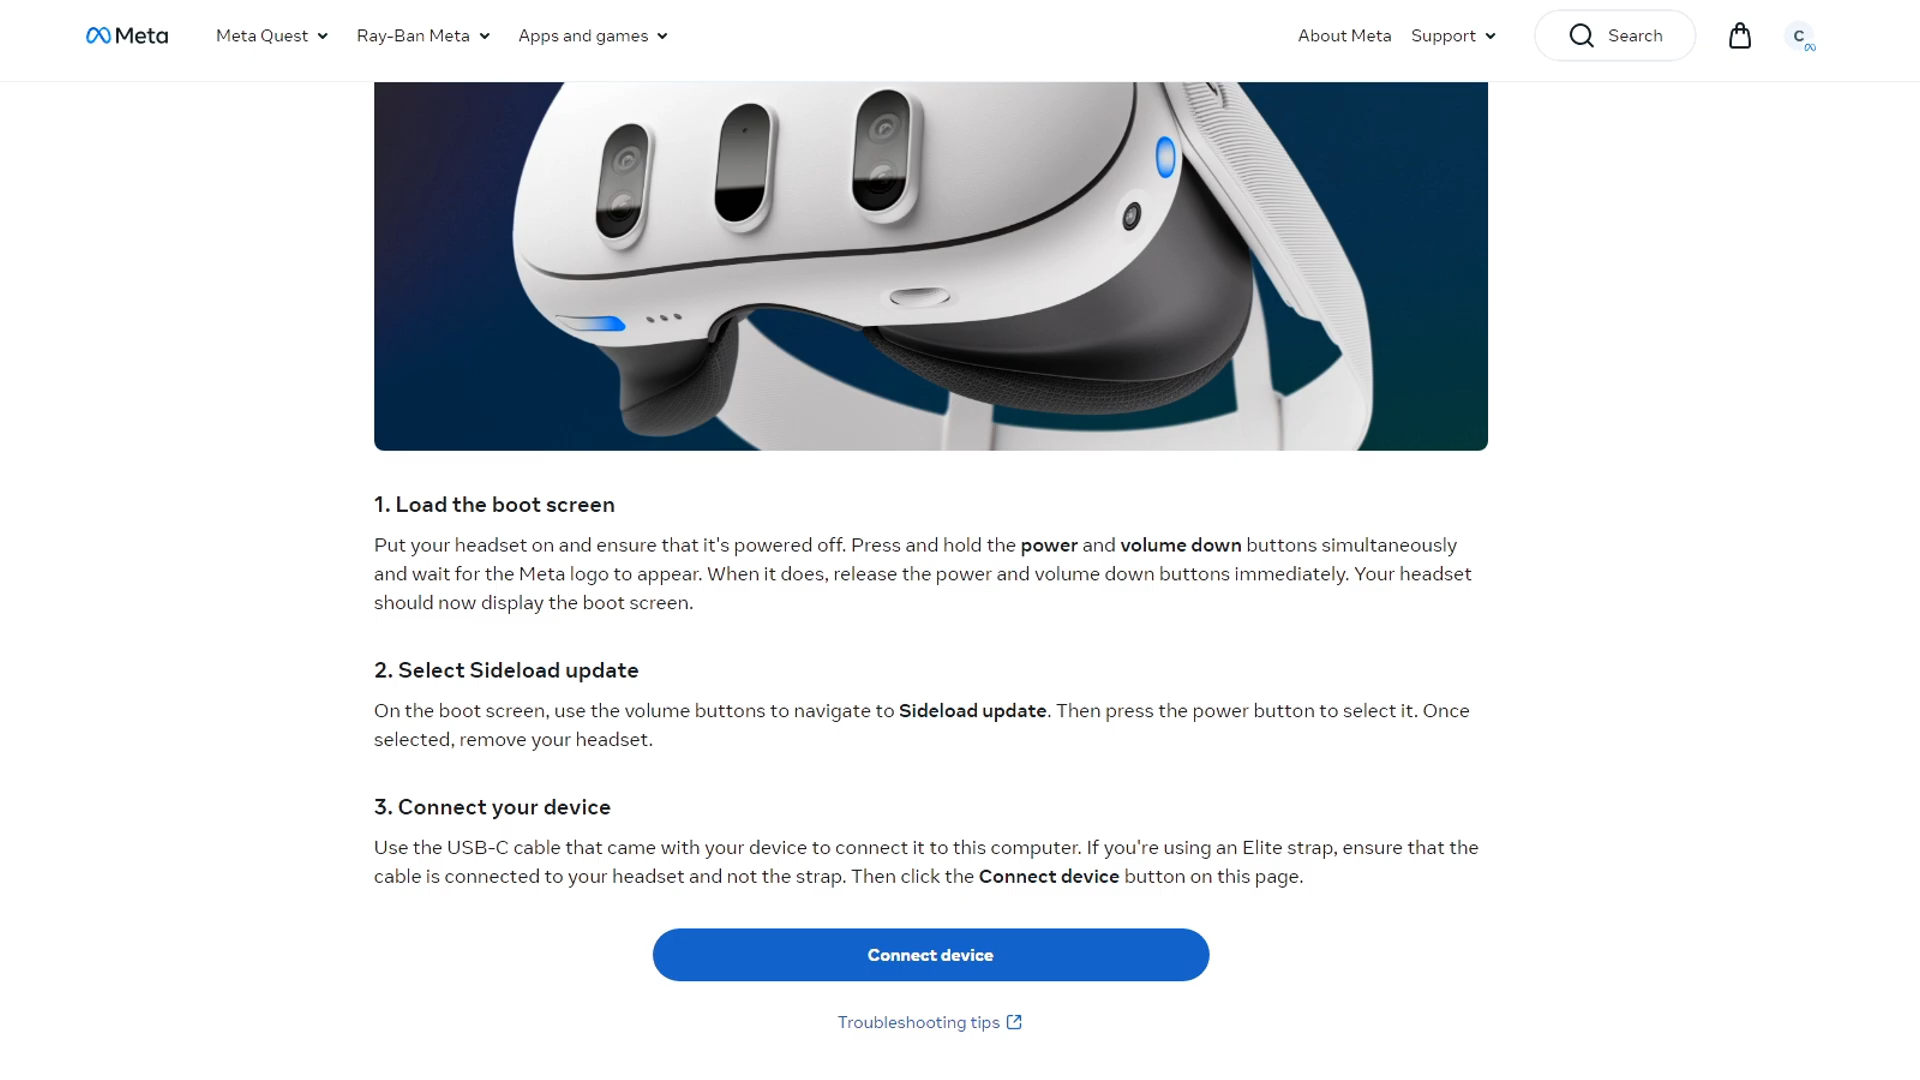 Meta
Meta Quest
Ray-Ban Meta
Apps and games
About Meta
Support
Search
C
1. Load the boot screen
Put your headset on and ensure that it's powered off. Press and hold the power and volume down buttons simultaneously
and wait for the Meta logo to appear. When it does, release the power and volume down buttons immediately. Your headset
should now display the boot screen.
2. Select Sideload update
On the boot screen, use the volume buttons to navigate to Sideload update. Then press the power button to select it. Once
selected, remove your headset.
3. Connect your device
Use the USB-C cable that came with your device to connect it to this computer. If you're using an Elite strap, ensure that the
cable is connected to your headset and not the strap. Then click the Connect device button on this page.
Connect device
Troubleshooting tips